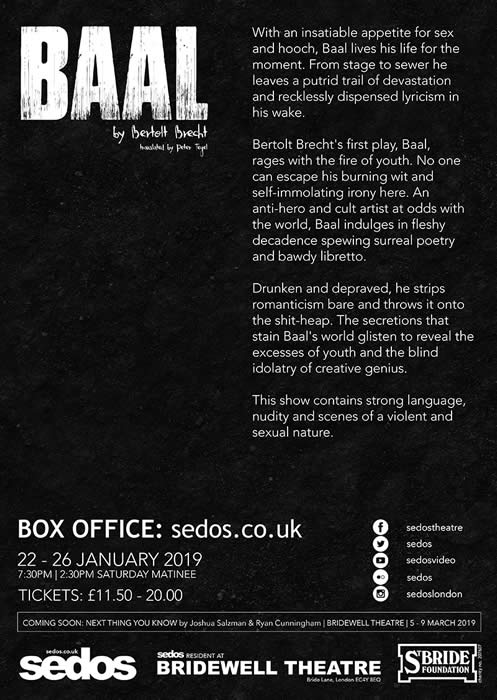 BAAL
by Bertolt Brecht
translated by Peter Tegel
With an insatiable appetite for sex
and hooch, Baal lives his life for the
moment. From stage to sewer he
leaves a putrid trail of devastation
and recklessly dispensed lyricism in
his wake.
Bertolt Brecht's first play, Baal,
rages with the fire of youth. No one
can escape his burning wit and
self-immolating irony here. An
anti-hero and cult artist at odds with
the world, Baal indulges in fleshy
decadence spewing surreal poetry
and bawdy libretto.
Drunken and depraved, he strips
romanticism bare and throws it onto
the shit-heap. The secretions that
stain Baal's world glisten to reveal the
excesses of youth and the blind
idolatry of creative genius.
This show contains strong language,
nudity and scenes of a violent and
sexual nature.
BOX OFFICE: sedos.co.uk
22 - 26 JANUARY 2019
7:30PM | 2:30PM SATURDAY MATINEE
TICKETS: £11.50 - 20.00
sedostheatre
sedos
sedosvideo
sedos
sedoslondon
COMING SOON: NEXT THING YOU KNOW by Joshua Salzman & Ryan Cunningham | BRIDEWELL THEATRE | 5 - 9 MARCH 2019
sedos.co.uk
sedos
sedos RESIDENT AT
BRIDEWELL THEATRE
Bride Lane, London EC4Y 8EQ
ST BRIDE
FOUNDATION